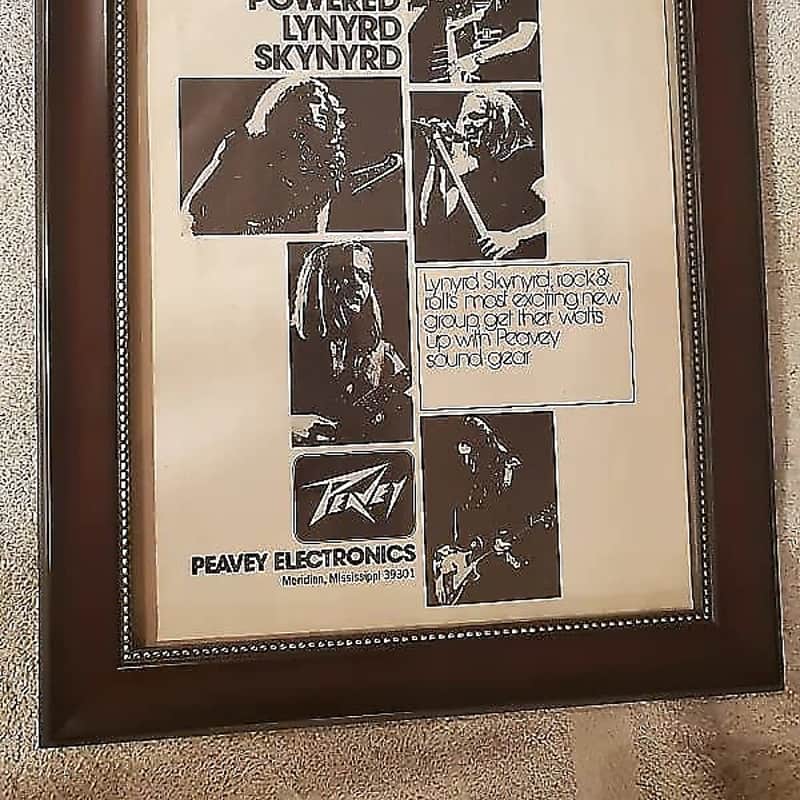 POWERED
LYNYRD
SKYNYRD
Lynyrd Skynyrd, rock &
roll's most exciting new
group, get their watts
up with Peavey
sound gear
PEAVEY
PEAVEY ELECTRONICS
Meridian, Mississippi 39301